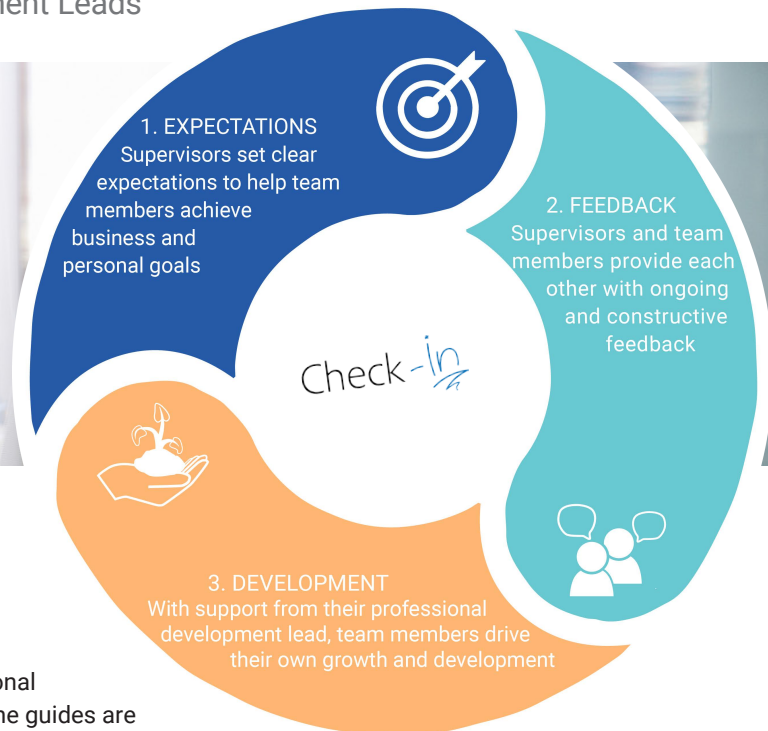 ment Leads
1. EXPECTATIONS
Supervisors set clear
expectations to help team
members achieve
business and
personal goals
2. FEEDBACK
Supervisors and team
members provide each
other with ongoing
and constructive
feedback
Check-in
3. DEVELOPMENT
With support from their professional
development lead, team members drive
their own growth and development
onal
ne guides are